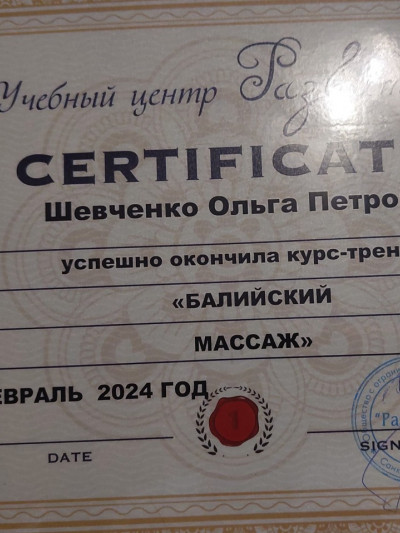 Учебный центр
CERTIFICAT
Шевченко Ольга Петро
успешно окончила курс-трен
«БАЛИЙСКИЙ
МАССАЖ»
ЕВРАЛЬ 2024 ГОД
DATE
SIGN